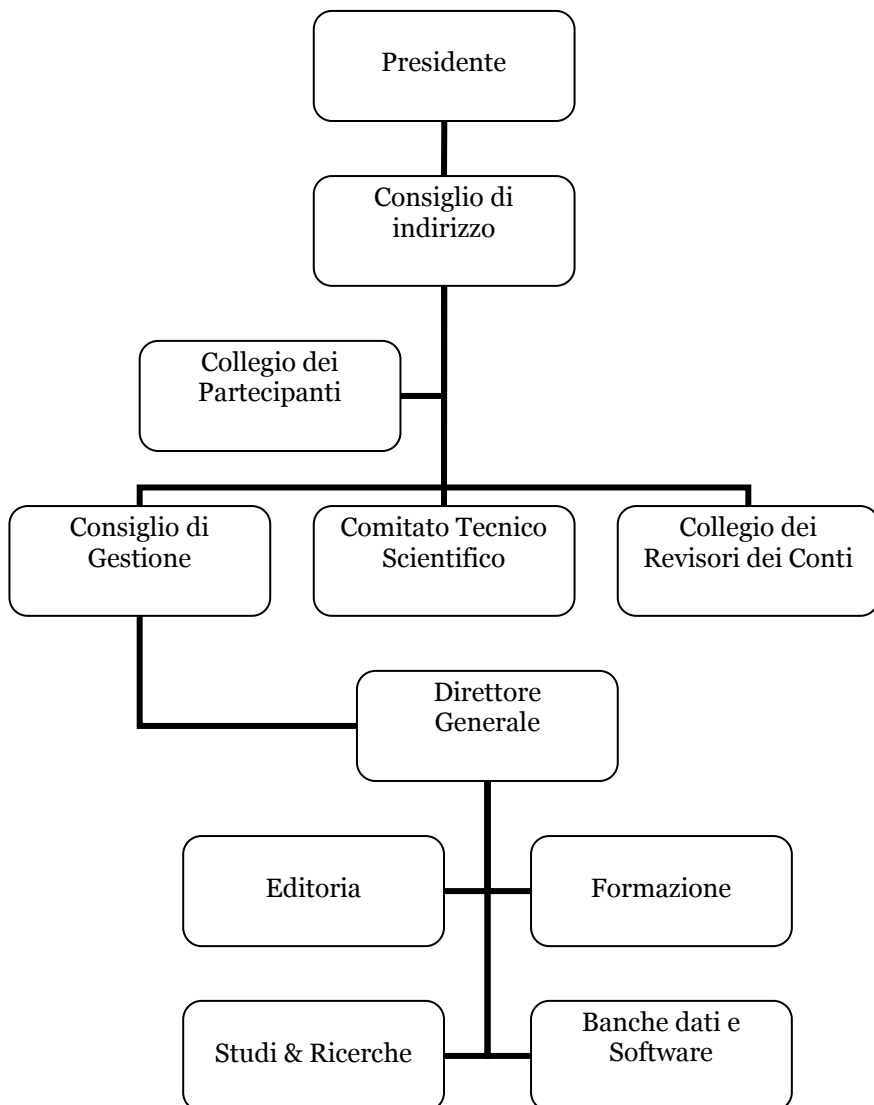 Presidente
Consiglio di
indirizzo
Collegio dei
Partecipanti
Consiglio di
Gestione
Comitato Tecnico
Scientifico
Collegio dei
Revisori dei Conti
Direttore
Generale
Editoria
Formazione
Studi & Ricerche
Banche dati e
Software